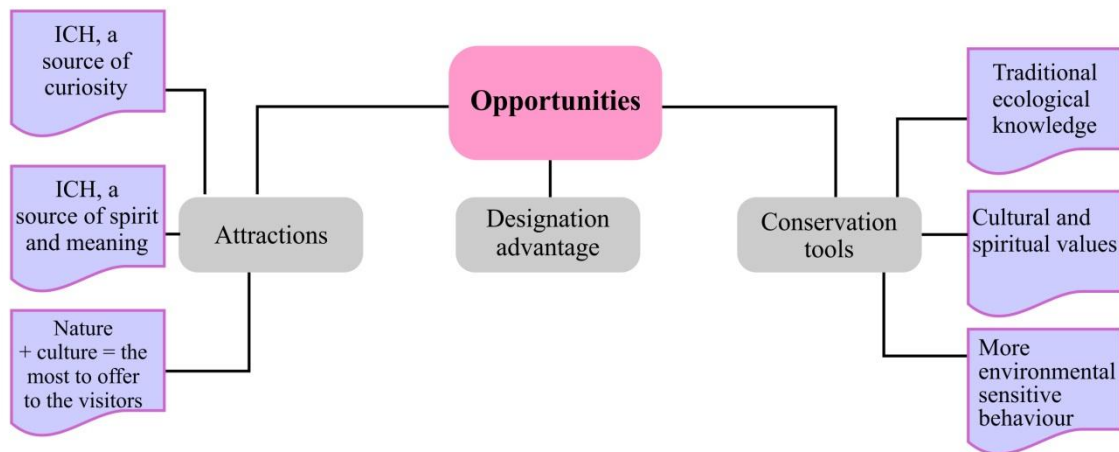 Opportunities
Attractions
ICH, a
source of
curiosity
ICH, a
source of spirit
and meaning
Nature
+ culture = the
most to offer
to the visitors
Designation
advantage
Conservation
tools
Traditional
ecological
knowledge
Cultural and
spiritual values
More
environmental
sensitive
behaviour